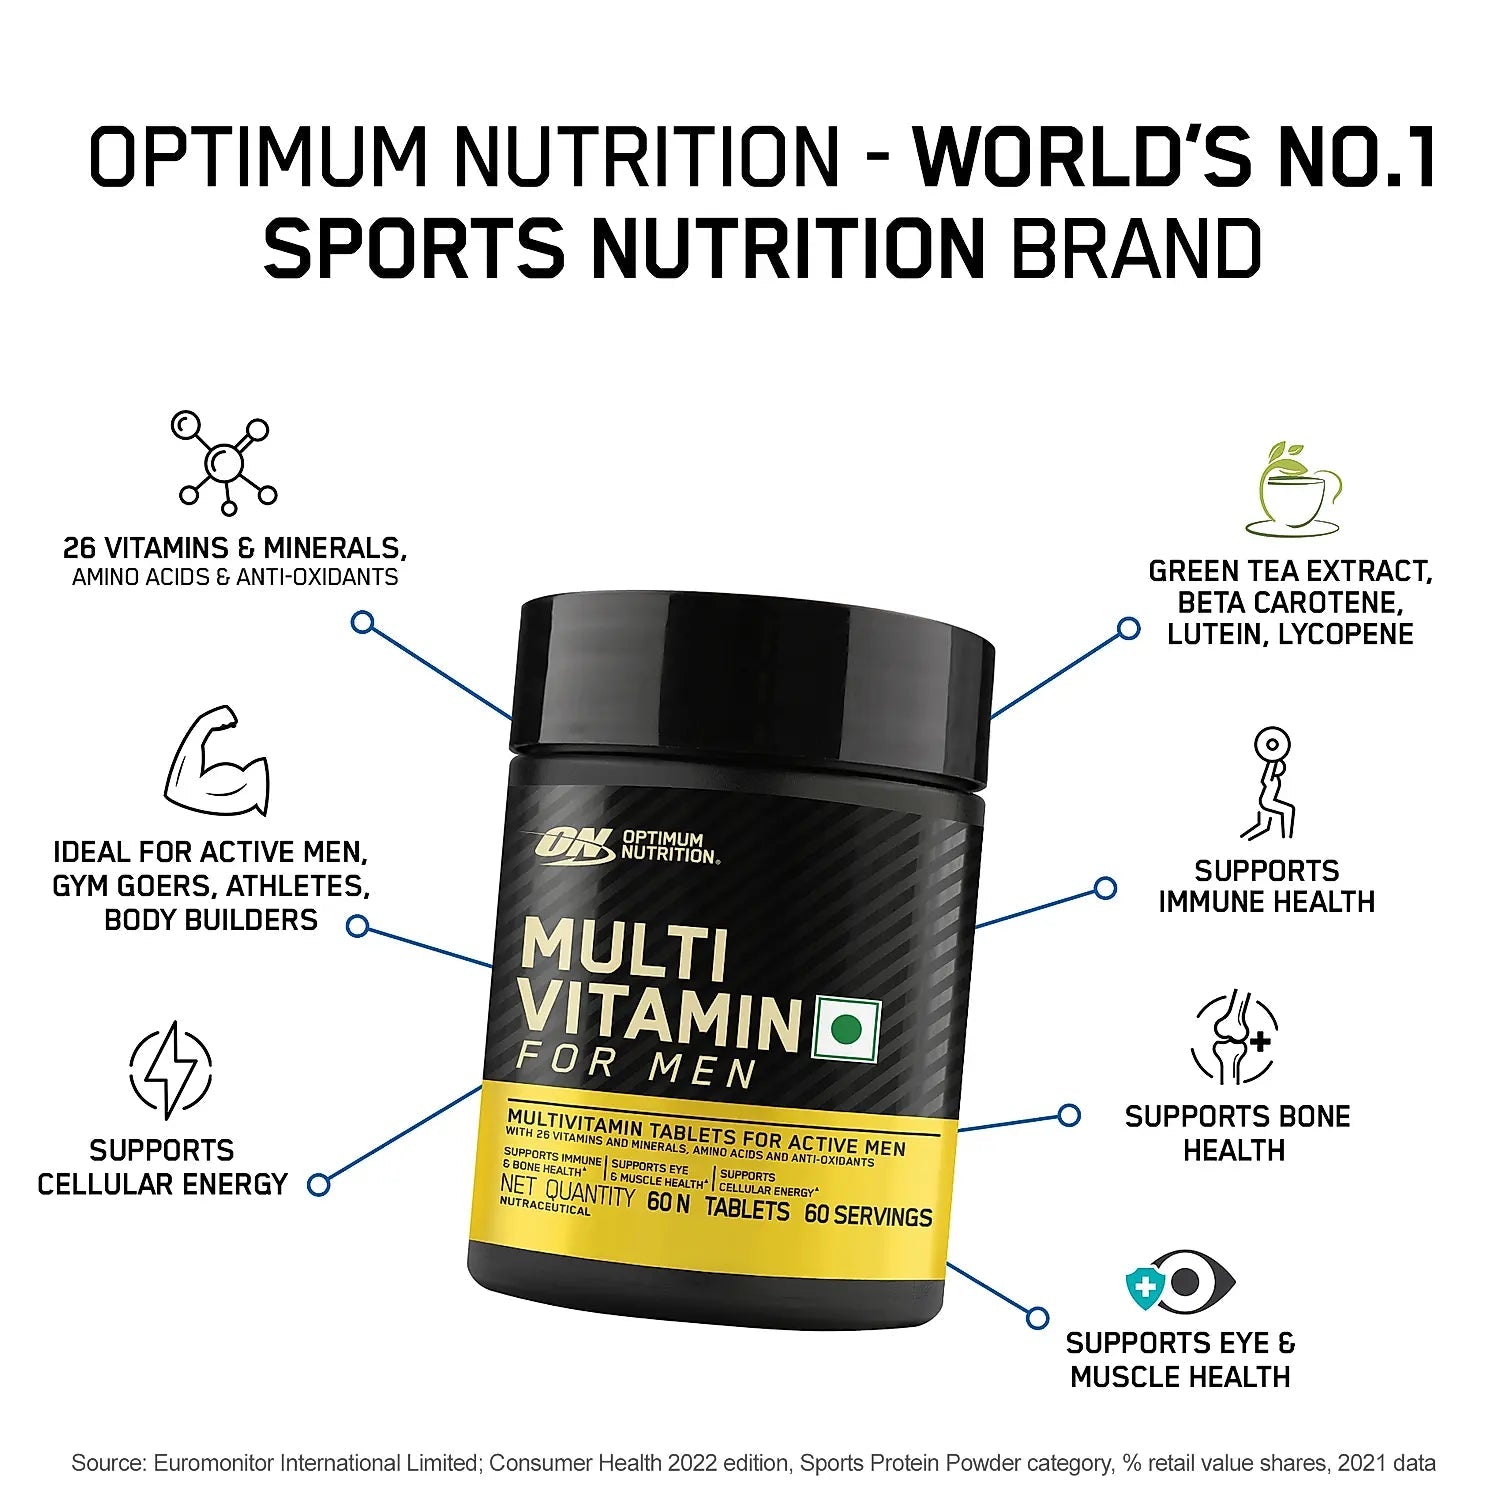 OPTIMUM NUTRITION - WORLD'S NO.1
SPORTS NUTRITION BRAND
26 VITAMINS & MINERALS,
AMINO ACIDS & ANTI-OXIDANTS
IDEAL FOR ACTIVE MEN,
GYM GOERS, ATHLETES,
BODY BUILDERS
SUPPORTS
CELLULAR ENERGY
ON OPTIMUM
NUTRITION®
MULTI
VITAMIN
FOR MEN
MULTIVITAMIN TABLETS FOR ACTIVE MEN
WITH 26 VITAMINS AND MINERALS, AMINO ACIDS AND ANTI-OXIDANTS
SUPPORTS IMMUNE
& BONE HEALTH▲
SUPPORTS EYE
& MUSCLE HEALTH▲
SUPPORTS
CELLULAR ENERGY▲
NET QUANTITY 60 N TABLETS 60 SERVINGS
NUTRACEUTICAL
GREEN TEA EXTRACT,
BETA CAROTENE,
LUTEIN, LYCOPENE
SUPPORTS
IMMUNE HEALTH
SUPPORTS BONE
HEALTH
SUPPORTS EYE &
MUSCLE HEALTH
Source: Euromonitor International Limited; Consumer Health 2022 edition, Sports Protein Powder category, % retail value shares, 2021 data